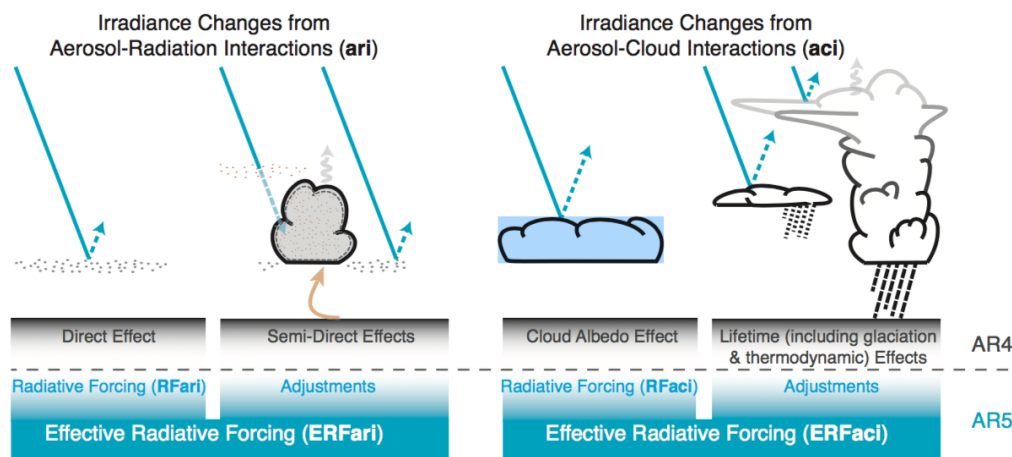 Irradiance Changes from
Aerosol-Radiation Interactions (ari)
Irradiance Changes from
Aerosol-Cloud Interactions (aci)
Direct Effect
Semi-Direct Effects
Cloud Albedo Effect
Lifetime (including glaciation
& thermodynamic) Effects
AR4
Radiative Forcing (RFari)
Adjustments
Radiative Forcing (RFaci)
Adjustments
AR5
Effective Radiative Forcing (ERFari)
Effective Radiative Forcing (ERFaci)